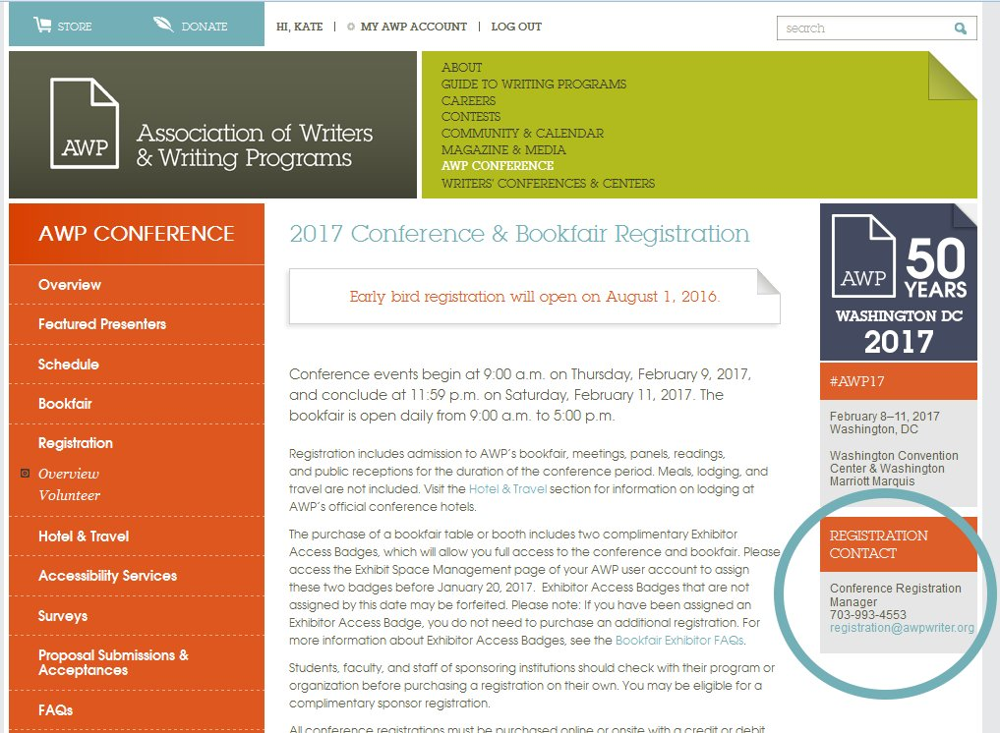 STORE
DONATE
HI, KATE | MY AWP ACCOUNT | LOG OUT
search
AWP
Association of Writers
& Writing Programs
ABOUT
GUIDE TO WRITING PROGRAMS
CAREERS
CONTESTS
COMMUNITY & CALENDAR
MAGAZINE & MEDIA
AWP CONFERENCE
WRITERS' CONFERENCES & CENTERS
AWP CONFERENCE
Overview
Featured Presenters
Schedule
Bookfair
Registration
Overview
Volunteer
Hotel & Travel
Accessibility Services
Surveys
Proposal Submissions &
Acceptances
FAQs
2017 Conference & Bookfair Registration
Early bird registration will open on August 1, 2016.
Conference events begin at 9:00 a.m. on Thursday, February 9, 2017,
and conclude at 11:59 p.m. on Saturday, February 11, 2017. The
bookfair is open daily from 9:00 a.m. to 5:00 p.m.
Registration includes admission to AWP's bookfair, meetings, panels, readings,
and public receptions for the duration of the conference period. Meals, lodging, and
travel are not included. Visit the Hotel & Travel section for information on lodging at
AWP's official conference hotels.
The purchase of a bookfair table or booth includes two complimentary Exhibitor
Access Badges, which will allow you full access to the conference and bookfair. Please
access the Exhibit Space Management page of your AWP user account to assign
these two badges before January 20, 2017. Exhibitor Access Badges that are not
assigned by this date may be forfeited. Please note: If you have been assigned an
Exhibitor Access Badge, you do not need to purchase an additional registration. For
more information about Exhibitor Access Badges, see the Bookfair Exhibitor FAQs.
Students, faculty, and staff of sponsoring institutions should check with their program or
organization before purchasing a registration on their own. You may be eligible for a
complimentary sponsor registration.
All conference registrations must be purchased online or onsite with a credit or debit
AWP
50
YEARS
WASHINGTON DC
2017
#AWP17
February 8–11, 2017
Washington, DC
Washington Convention
Center & Washington
Marriott Marquis
REGISTRATION
CONTACT
Conference Registration
Manager
703-993-4553
registration@awpwriter.org